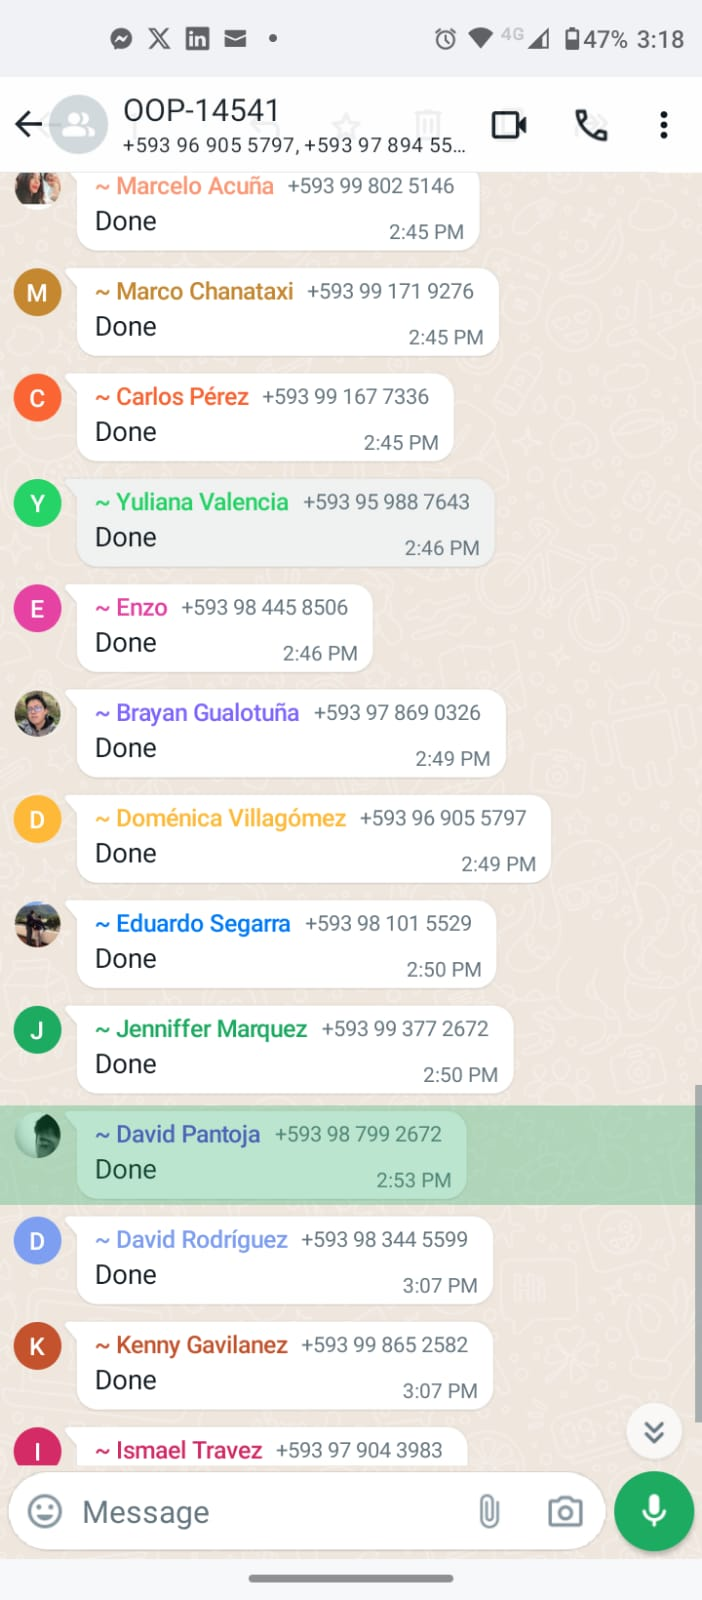 4G 47% 3:18
OOP-14541
+593 96 905 5797, +593 97 894 55...
~ Marcelo Acuña +593 99 802 5146
Done
2:45 PM
M
~ Marco Chanataxi +593 99 171 9276
Done
2:45 PM
C
~ Carlos Pérez +593 99 167 7336
Done
2:45 PM
Y
~ Yuliana Valencia +593 95 988 7643
Done
2:46 PM
E
~ Enzo +593 98 445 8506
Done
2:46 PM
~ Brayan Gualotuña +593 97 869 0326
Done
2:49 PM
D
~ Doménica Villagómez +593 96 905 5797
Done
2:49 PM
~ Eduardo Segarra +593 98 101 5529
Done
2:50 PM
J
~ Jenniffer Marquez +593 99 377 2672
Done
2:50 PM
~ David Pantoja +593 98 799 2672
Done
2:53 PM
D
~ David Rodríguez +593 98 344 5599
Done
3:07 PM
K
~ Kenny Gavilanez +593 99 865 2582
Done
3:07 PM
I
~ Ismael Travez +593 97 904 3983
Message